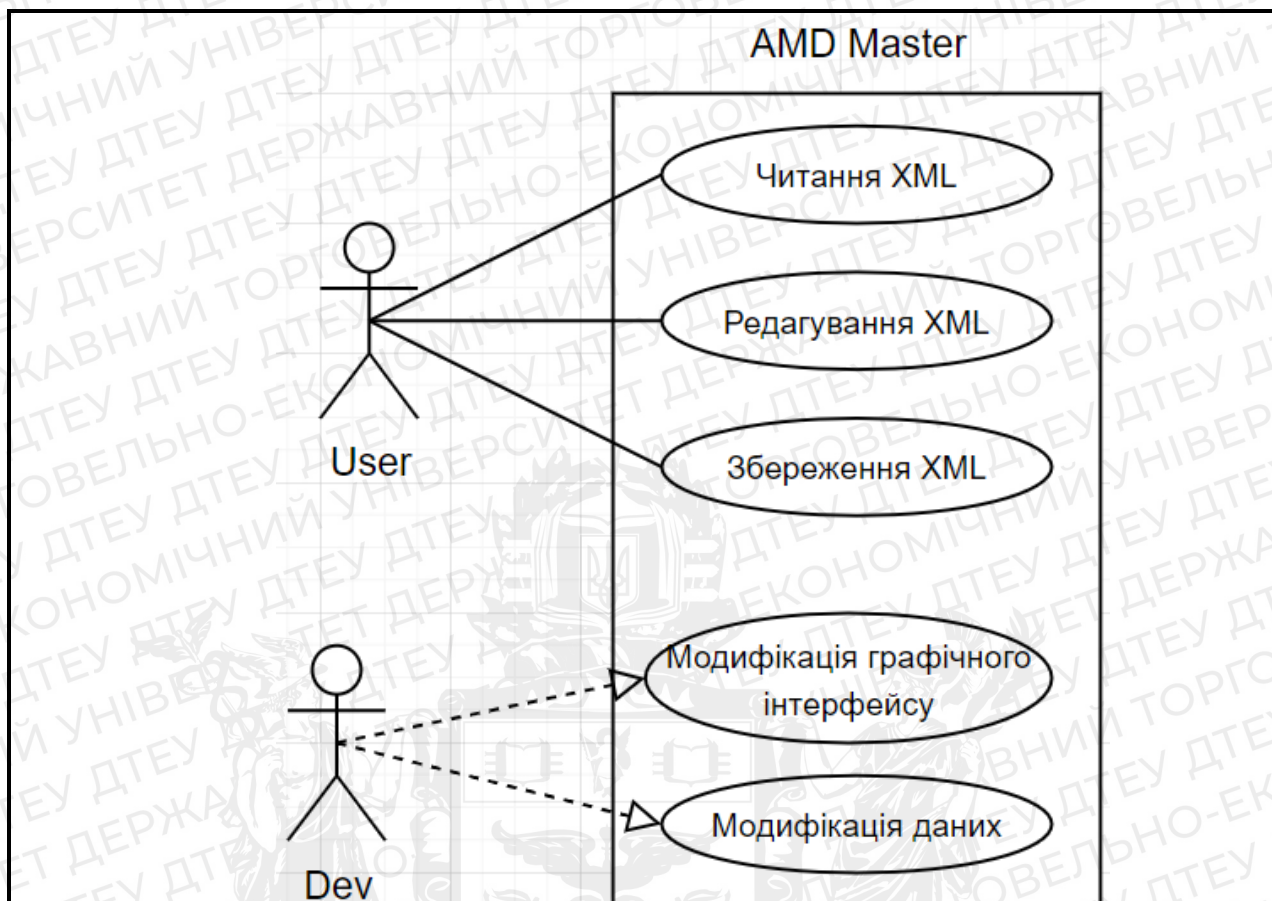 AMD Master
Читання XML
Редагування XML
Збереження XML
User
Модифікація графічного
інтерфейсу
Модифікація даних
Dev